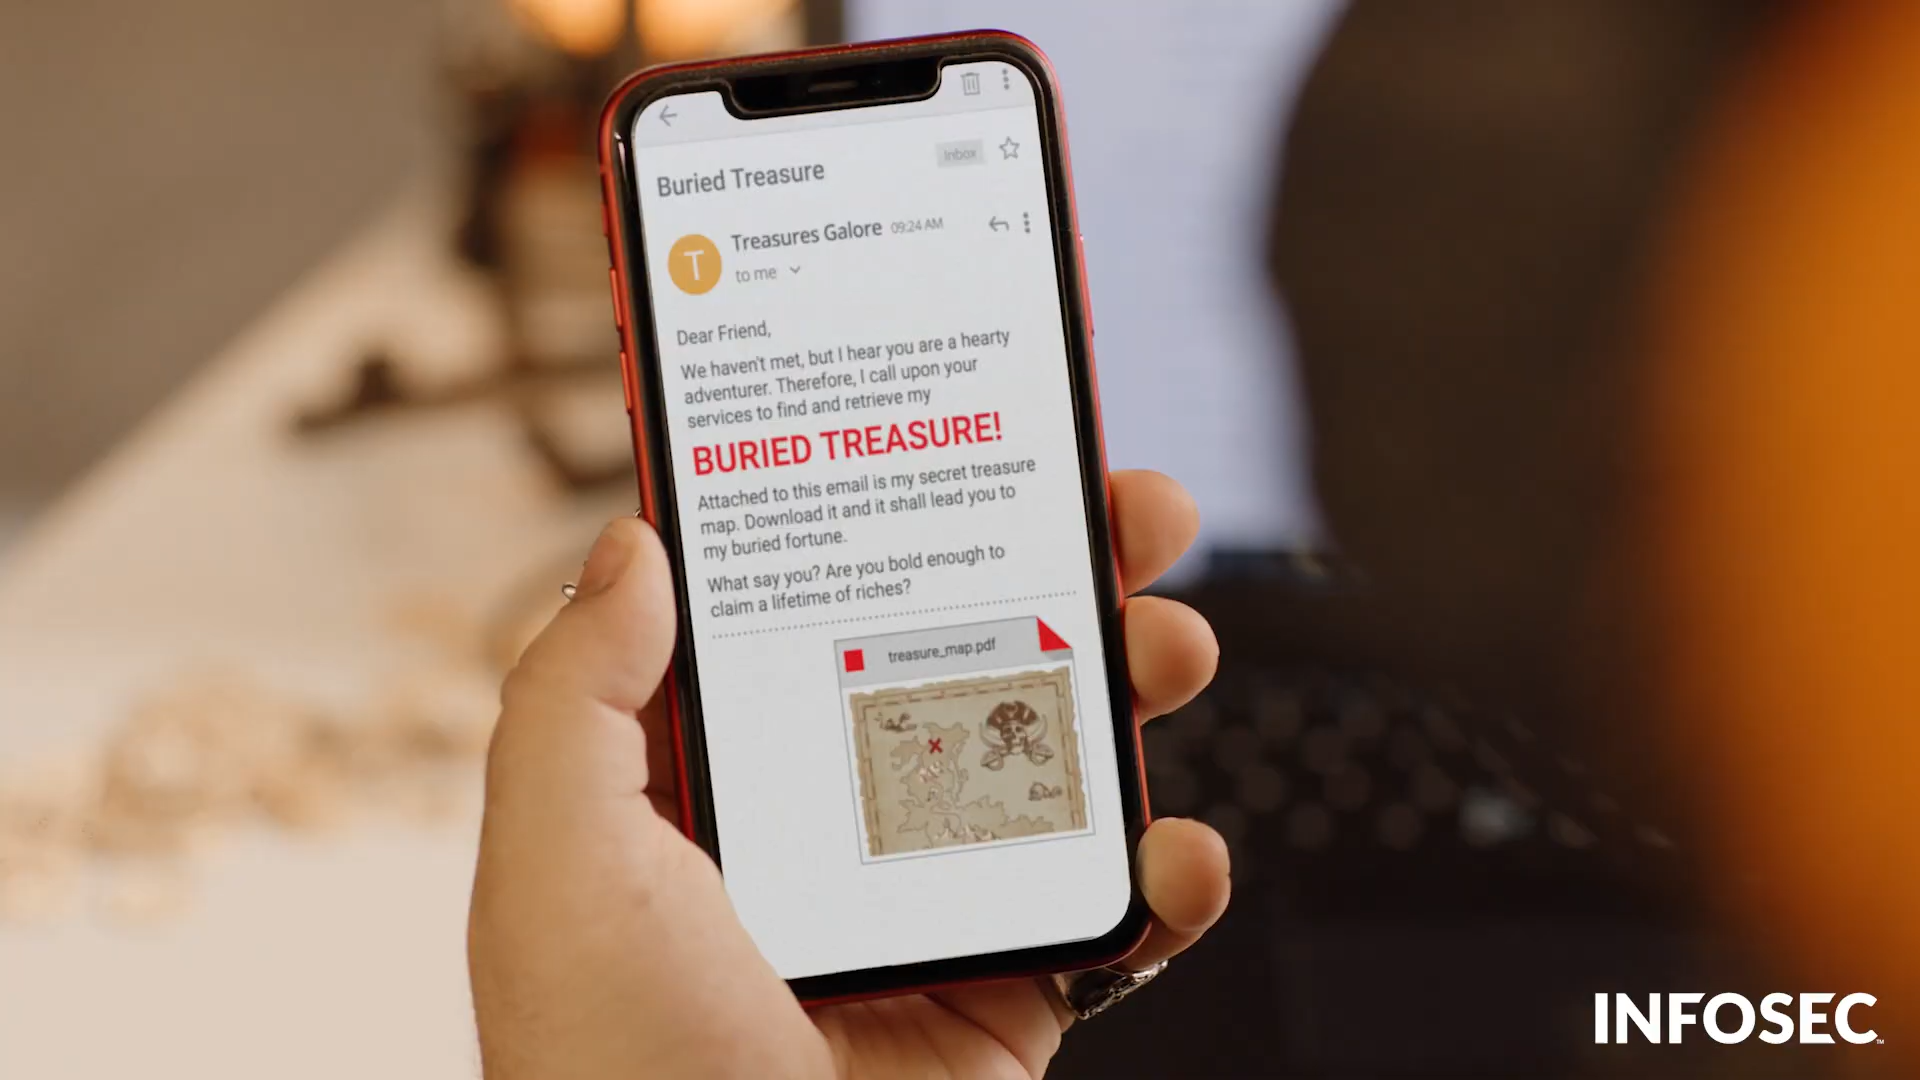 Inbox
Buried Treasure
T
Treasures Galore 09:24 AM
to me
Dear Friend,
We haven't met, but I hear you are a hearty
adventurer. Therefore, I call upon your
services to find and retrieve my
BURIED TREASURE!
Attached to this email is my secret treasure
map. Download it and it shall lead you to
my buried fortune.
What say you? Are you bold enough to
claim a lifetime of riches?
treasure_map.pdf
INFOSEC™